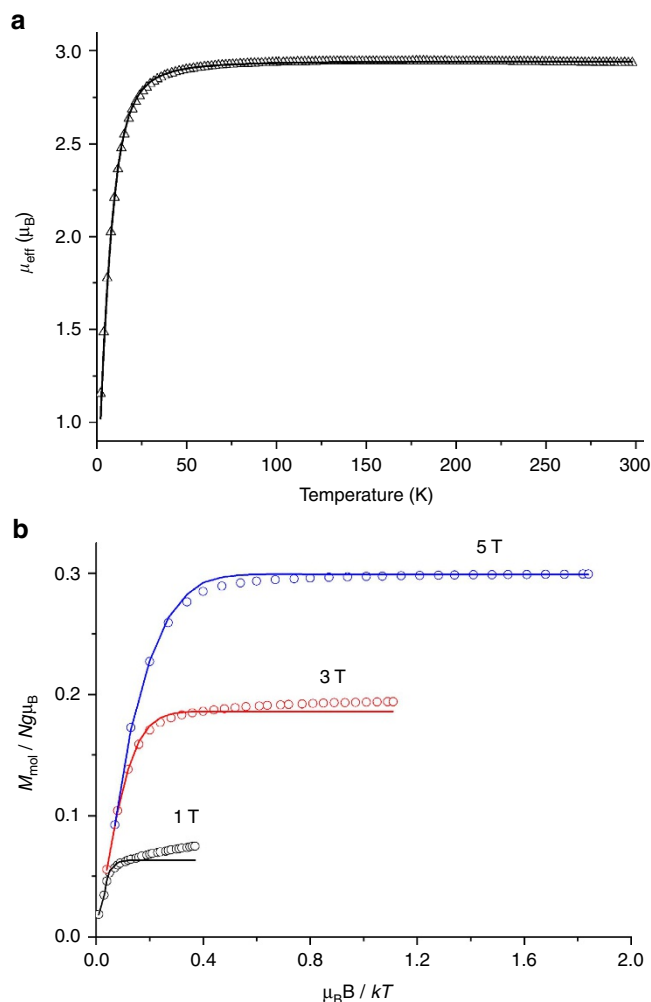 a
3.0
2.5
2.0
1.5
1.0
μeff (μB)
0 50 100 150 200 250 300
Temperature (K)
b
5 T
0.3
3 T
0.2
1 T
0.1
0.0
Mmol / NgμB
0.0 0.4 0.8 1.2 1.6 2.0
μBB / kT